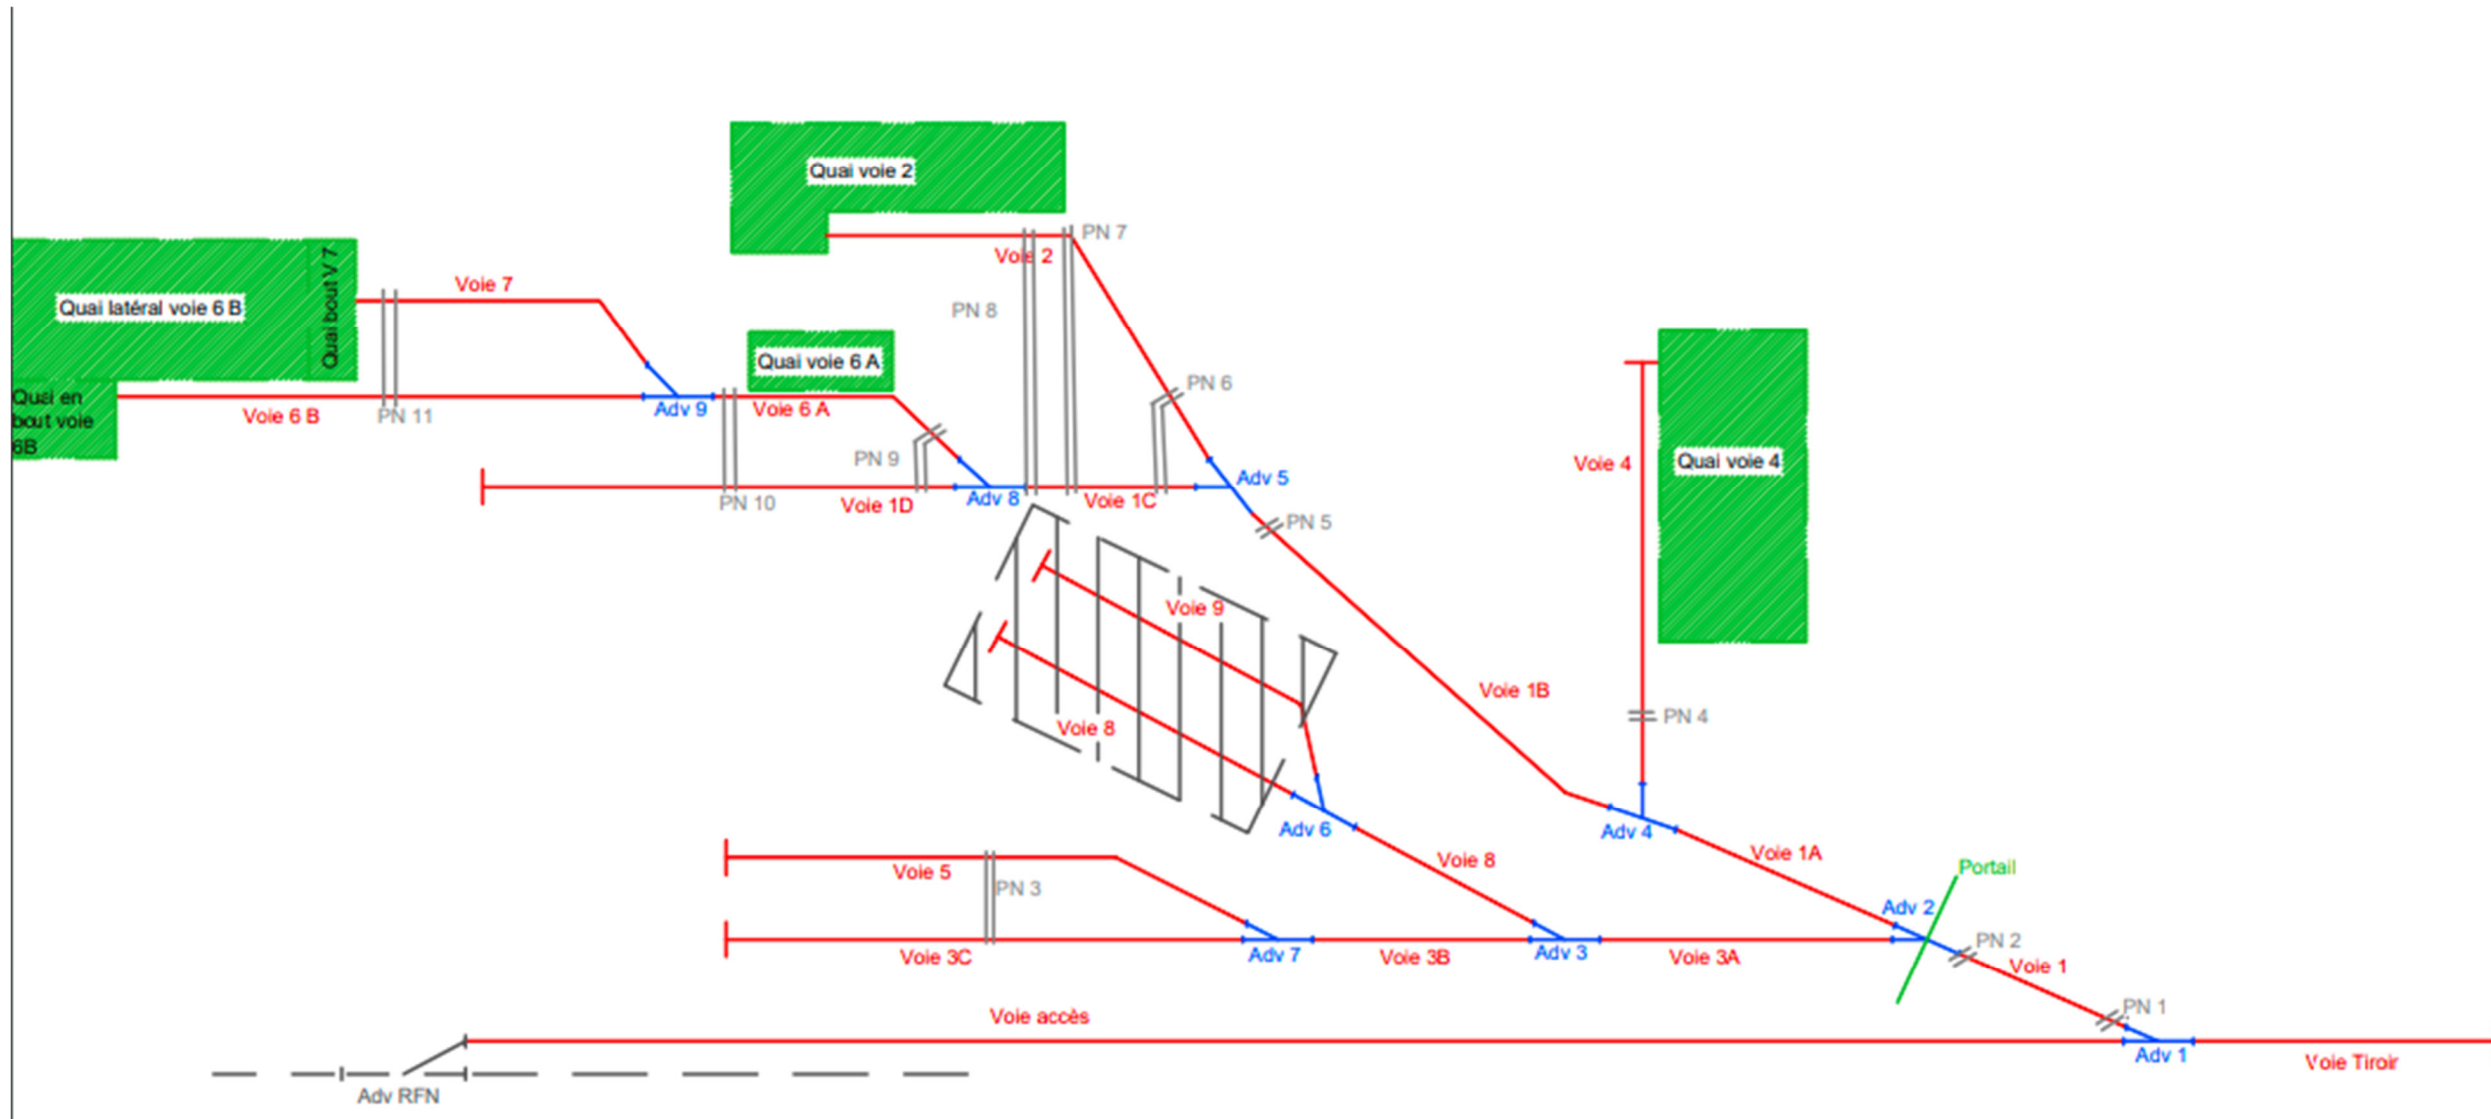 Quai voie 2
PN 7
Voie 2
Quai bout V 7
Voie 7
Quai latéral voie 6 B
PN 8
Quai voie 6 A
PN 6
Quai en
bout voie
6B
Voie 6 B
PN 11
Adv 9
Voie 6 A
PN 9
Voie 4
Quai voie 4
Adv 5
PN 10
Voie 1D
Adv 8
Voie 1C
PN 5
Voie 9
Voie 1B
PN 4
Voie 8
Adv 6
Adv 4
Voie 8
Voie 1A
Portail
Voie 5
PN 3
Adv 2
PN 2
Voie 3C
Adv 7
Voie 3B
Adv 3
Voie 3A
Voie 1
Voie accès
PN 1
Adv 1
Voie Tiroir
Adv RFN